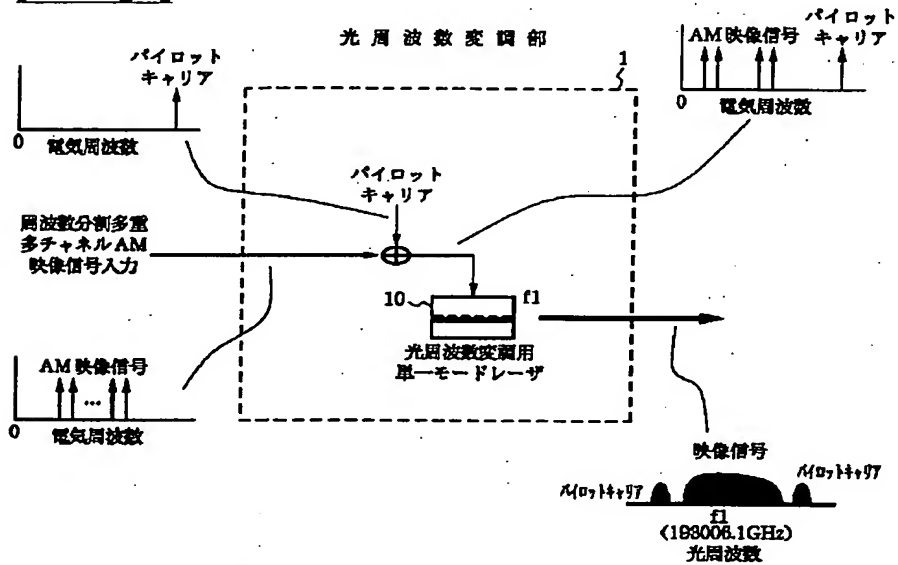 光周波数変調部
1
パイロット
キャリア
0
電気周波数
AM映像信号
パイロット
キャリア
0
電気周波数
パイロット
キャリア
周波数分割多重
多チャネルAM
映像信号入力
10
f1
光周波数変調用
単一モードレーザ
AM映像信号
...
0
電気周波数
映像信号
パイロットキャリア
パイロットキャリア
f1
(193006.1GHz)
光周波数